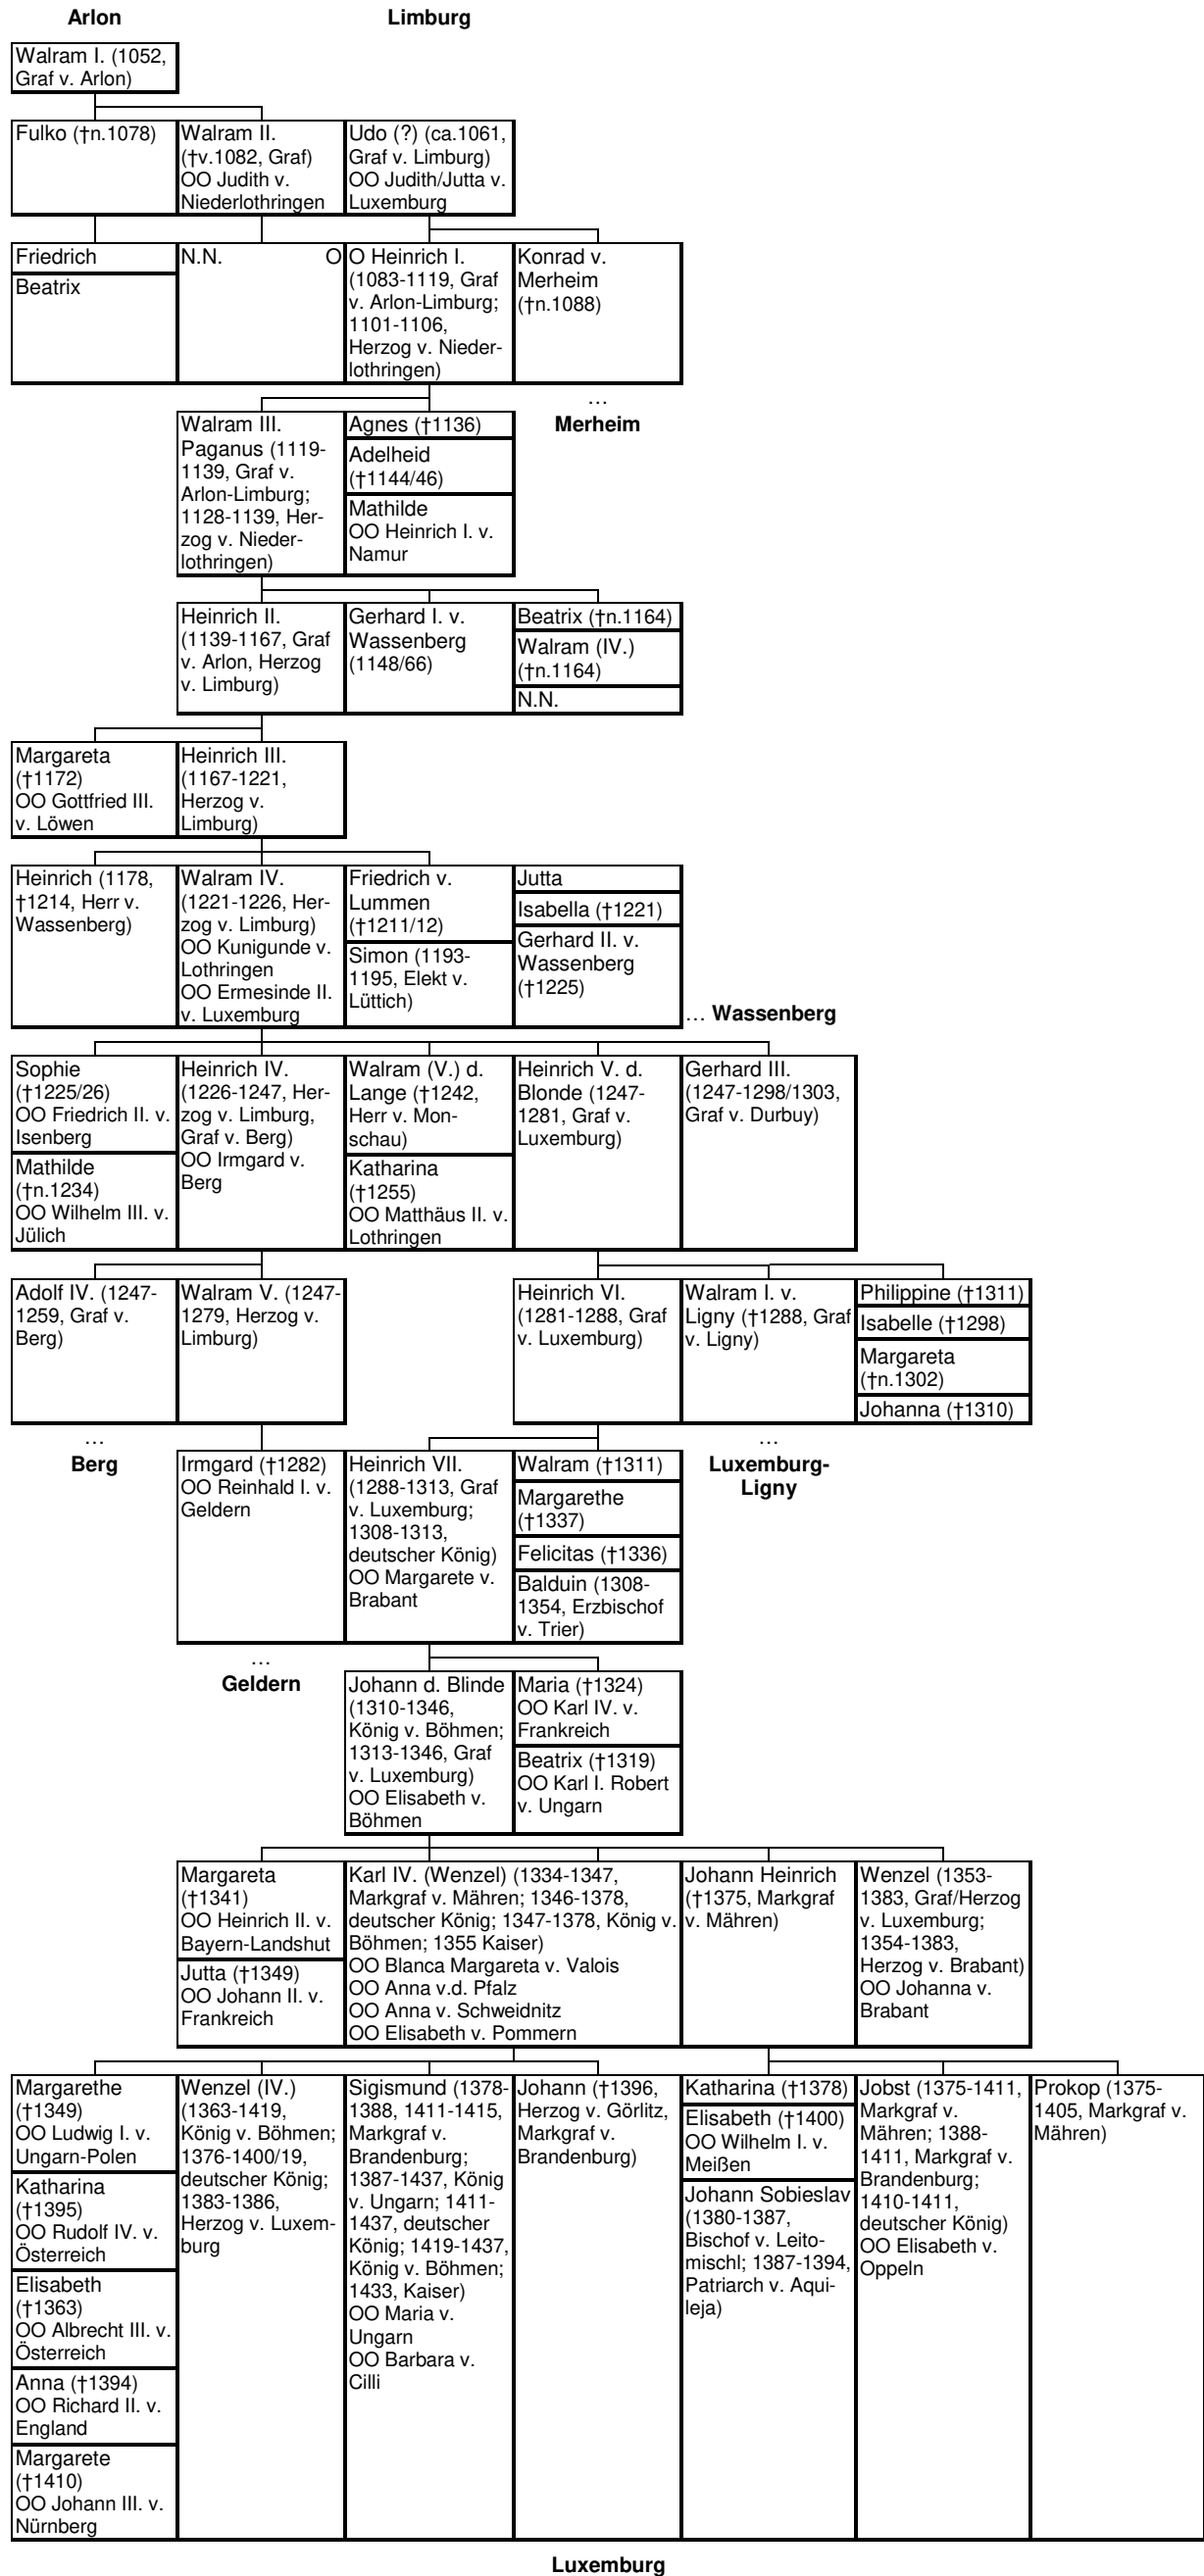 Arlon
Limburg
Walram I. (1052,
Graf v. Arlon)
Fulko (†n.1078)
Walram II.
(†v.1082, Graf)
OO Judith v.
Niederlothringen
Udo (?) (ca.1061,
Graf v. Limburg)
OO Judith/Jutta v.
Luxemburg
Friedrich
Beatrix
N.N. O
O Heinrich I.
(1083-1119, Graf
v. Arlon-Limburg;
1101-1106,
Herzog v. Nieder-
lothringen)
Konrad v.
Merheim
(†n.1088)
...
Merheim
Walram III.
Paganus (1119-
1139, Graf v.
Arlon-Limburg;
1128-1139, Her-
zog v. Nieder-
lothringen)
Agnes (†1136)
Adelheid
(†1144/46)
Mathilde
OO Heinrich I. v.
Namur
Heinrich II.
(1139-1167, Graf
v. Arlon, Herzog
v. Limburg)
Gerhard I. v.
Wassenberg
(1148/66)
Beatrix (†n.1164)
Walram (IV.)
(†n.1164)
N.N.
Margareta
(†1172)
OO Gottfried III.
v. Löwen
Heinrich III.
(1167-1221,
Herzog v.
Limburg)
Heinrich (1178,
†1214, Herr v.
Wassenberg)
Walram IV.
(1221-1226, Her-
zog v. Limburg)
OO Kunigunde v.
Lothringen
OO Ermesinde II.
v. Luxemburg
Friedrich v.
Lummen
(†1211/12)
Simon (1193-
1195, Elekt v.
Lüttich)
Jutta
Isabella (†1221)
Gerhard II. v.
Wassenberg
(†1225)
... Wassenberg
Sophie
(†1225/26)
OO Friedrich II. v.
Isenberg
Mathilde
(†n.1234)
OO Wilhelm III. v.
Jülich
Heinrich IV.
(1226-1247, Her-
zog v. Limburg,
Graf v. Berg)
OO Irmgard v.
Berg
Walram (V.) d.
Lange (†1242,
Herr v. Mon-
schau)
Katharina
(†1255)
OO Matthäus II. v.
Lothringen
Heinrich V. d.
Blonde (1247-
1281, Graf v.
Luxemburg)
Gerhard III.
(1247-1298/1303,
Graf v. Durbuy)
Adolf IV. (1247-
1259, Graf v.
Berg)
Walram V. (1247-
1279, Herzog v.
Limburg)
Heinrich VI.
(1281-1288, Graf
v. Luxemburg)
Walram I. v.
Ligny (†1288, Graf
v. Ligny)
Philippine (†1311)
Isabelle (†1298)
Margareta
(†n.1302)
Johanna (†1310)
...
Berg
Irmgard (†1282)
OO Reinhald I. v.
Geldern
Heinrich VII.
(1288-1313, Graf
v. Luxemburg;
1308-1313,
deutscher König)
OO Margarete v.
Brabant
Walram (†1311)
Margarethe
(†1337)
Felicitas (†1336)
Balduin (1308-
1354, Erzbischof
v. Trier)
...
Luxemburg-
Ligny
...
Geldern
Johann d. Blinde
(1310-1346,
König v. Böhmen;
1313-1346, Graf
v. Luxemburg)
OO Elisabeth v.
Böhmen
Maria (†1324)
OO Karl IV. v.
Frankreich
Beatrix (†1319)
OO Karl I. Robert
v. Ungarn
Margareta
(†1341)
OO Heinrich II. v.
Bayern-Landshut
Jutta (†1349)
OO Johann II. v.
Frankreich
Karl IV. (Wenzel) (1334-1347,
Markgraf v. Mähren; 1346-1378,
deutscher König; 1347-1378, König v.
Böhmen; 1355 Kaiser)
OO Blanca Margareta v. Valois
OO Anna v.d. Pfalz
OO Anna v. Schweidnitz
OO Elisabeth v. Pommern
Johann Heinrich
(†1375, Markgraf
v. Mähren)
Wenzel (1353-
1383, Graf/Herzog
v. Luxemburg;
1354-1383,
Herzog v. Brabant)
OO Johanna v.
Brabant
Margarethe
(†1349)
OO Ludwig I. v.
Ungarn-Polen
Katharina
(†1395)
OO Rudolf IV. v.
Österreich
Elisabeth
(†1363)
OO Albrecht III. v.
Österreich
Anna (†1394)
OO Richard II. v.
England
Margarete
(†1410)
OO Johann III. v.
Nürnberg
Wenzel (IV.)
(1363-1419,
König v. Böhmen;
1376-1400/19,
deutscher König;
1383-1386,
Herzog v. Luxem-
burg
Sigismund (1378-
1388, 1411-1415,
Markgraf v.
Brandenburg;
1387-1437, König
v. Ungarn; 1411-
1437, deutscher
König; 1419-1437,
König v. Böhmen;
1433, Kaiser)
OO Maria v.
Ungarn
OO Barbara v.
Cilli
Johann (†1396,
Herzog v. Görlitz,
Markgraf v.
Brandenburg)
Katharina (†1378)
Elisabeth (†1400)
OO Wilhelm I. v.
Meißen
Johann Sobieslav
(1380-1387,
Bischof v. Leito-
mischl; 1387-1394,
Patriarch v. Aqui-
leja)
Jobst (1375-1411,
Markgraf v.
Mähren; 1388-
1411, Markgraf v.
Brandenburg;
1410-1411,
deutscher König)
OO Elisabeth v.
Oppeln
Prokop (1375-
1405, Markgraf v.
Mähren)
Luxemburg